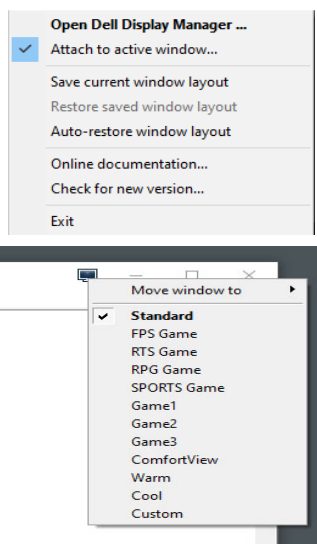 Open Dell Display Manager ...
Attach to active window...
Save current window layout
Restore saved window layout
Auto-restore window layout
Online documentation...
Check for new version...
Exit
Move window to
Standard
FPS Game
RTS Game
RPG Game
SPORTS Game
Game1
Game2
Game3
ComfortView
Warm
Cool
Custom